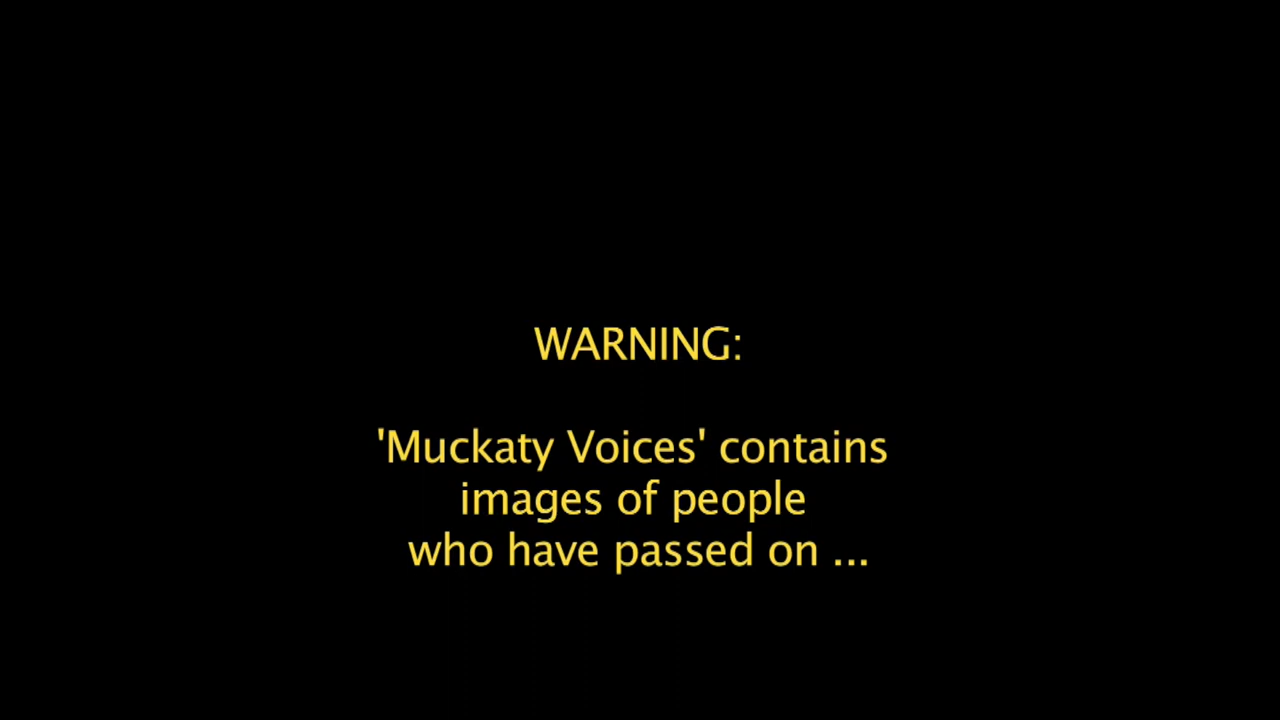 WARNING:
'Muckaty Voices' contains
images of people
who have passed on ...